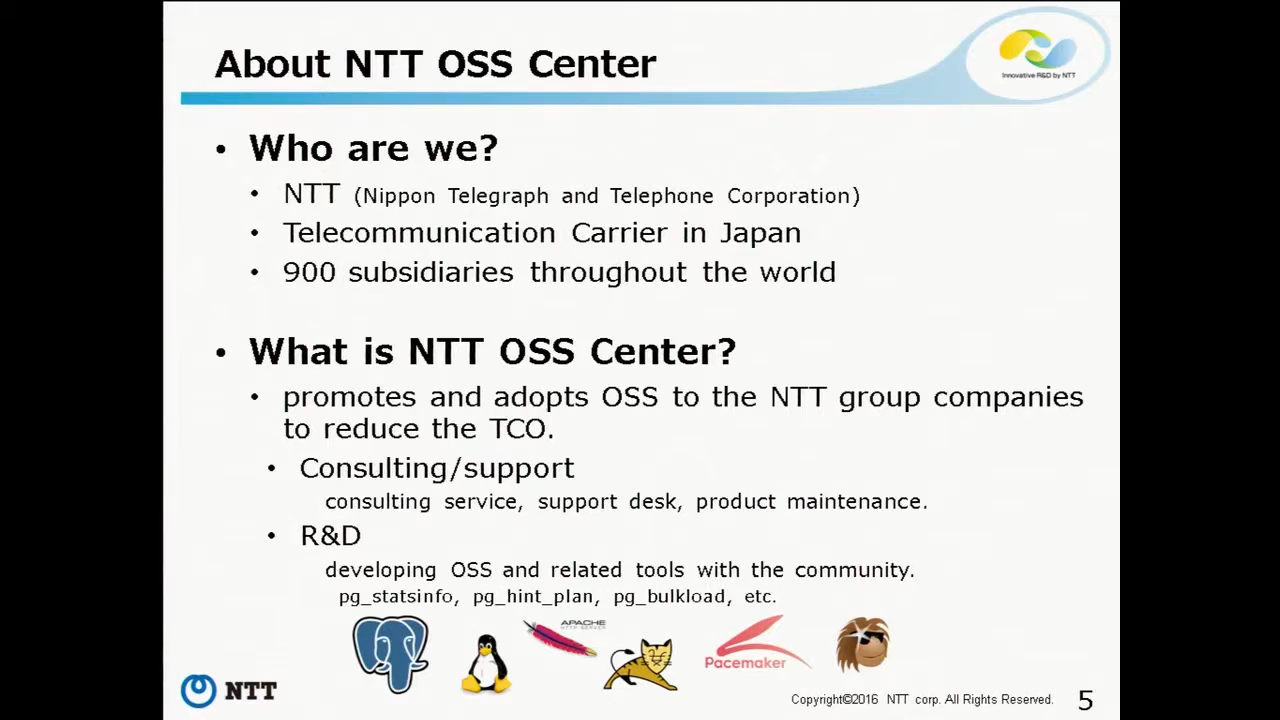 About NTT OSS Center
Innovative R&D by NTT
• Who are we?
• NTT (Nippon Telegraph and Telephone Corporation)
• Telecommunication Carrier in Japan
• 900 subsidiaries throughout the world
• What is NTT OSS Center?
• promotes and adopts OSS to the NTT group companies
to reduce the TCO.
• Consulting/support
consulting service, support desk, product maintenance.
• R&D
developing OSS and related tools with the community.
pg_statsinfo, pg_hint_plan, pg_bulkload, etc.
APACHE
HTTP SERVER
Pacemaker
NTT
Copyright©2016 NTT corp. All Rights Reserved.
5